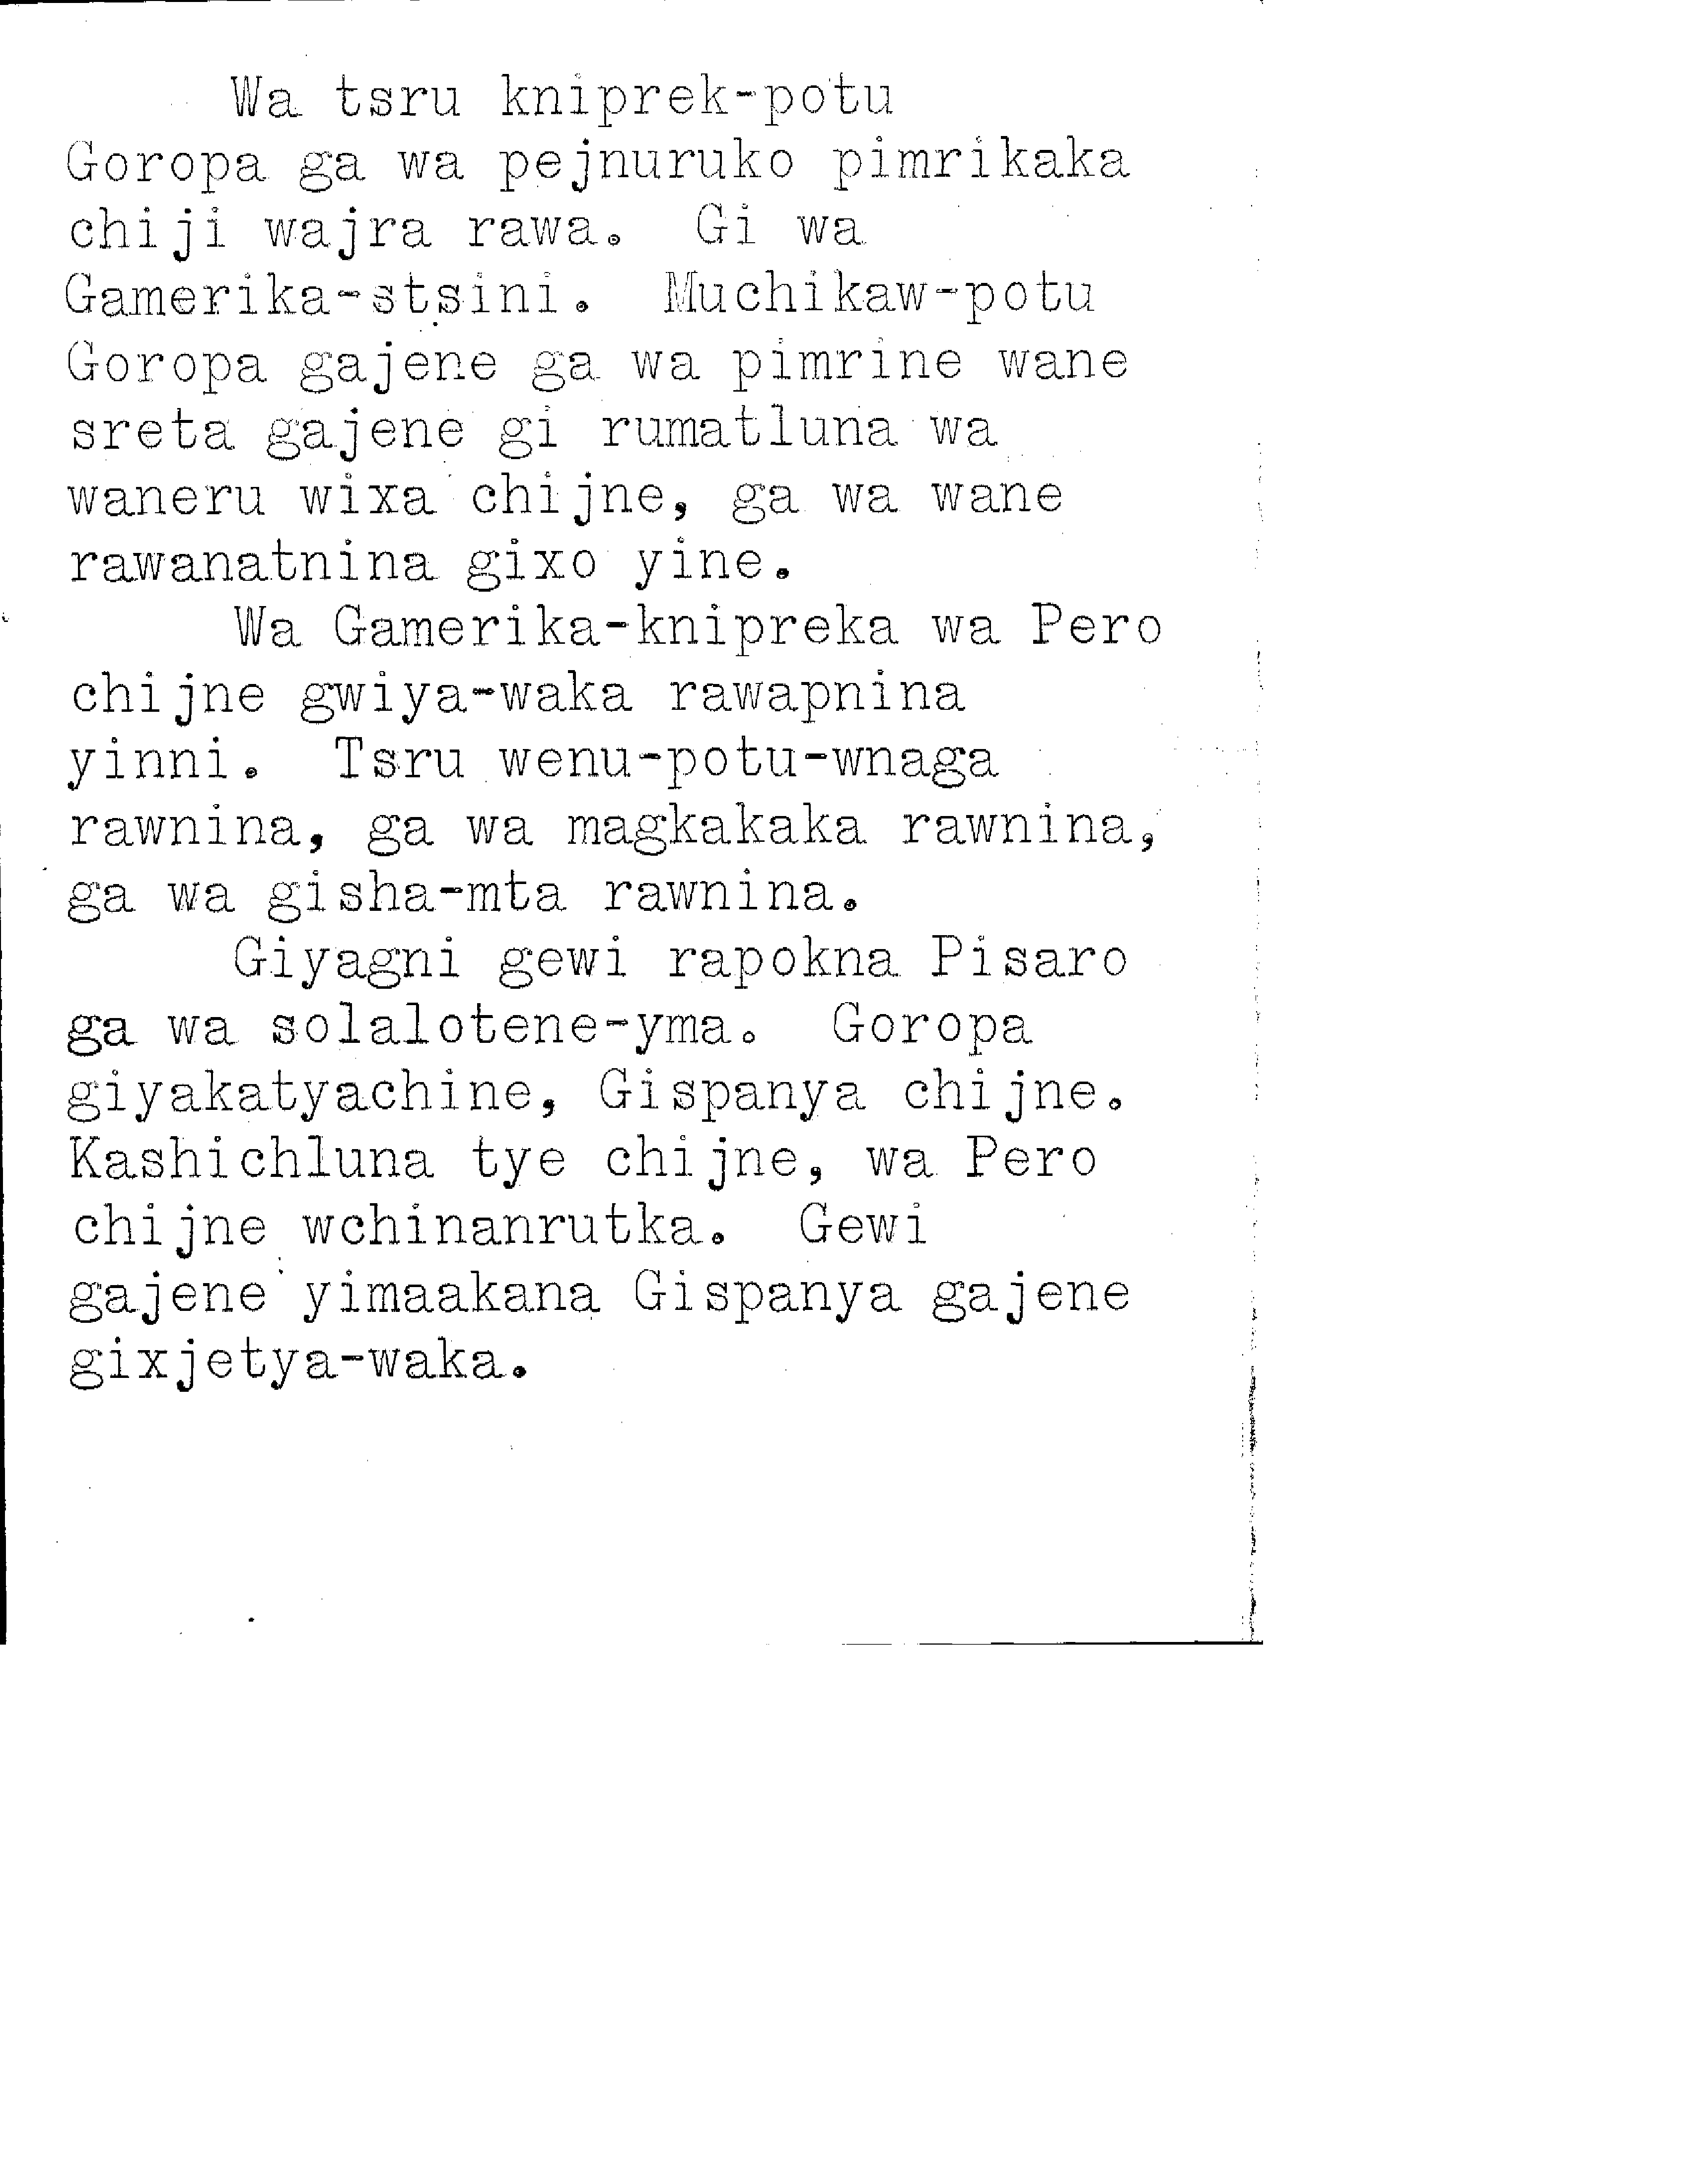 Wa tsru kniprek-potu
Goropa ga wa pejnuruko pimrikaka
chiji wajra rawa. Gi wa
Gamerika-stsini. Muchikaw-potu
Goropa gajene ga wa pimrine wane
sreta gajene gi rumatluna wa
waneru wixa chijne, ga wa wane
rawanatnina gixo yine.
Wa Gamerika-knipreka wa Pero
chijne gwiya-waka rawapnina
yinni. Tsru wenu-potu-wnaga
rawnina, ga wa magkakaka rawnina,
ga wa gisha-mta rawnina.
Giyagni gewi rapokna Pisaro
ga wa solalotene-yma. Goropa
giyakatyachine, Gispanya chijne.
Kashichluna tye chijne, wa Pero
chijne wchinanrutka. Gewi
gajene yimaakana Gispanya gajene
gixjetya-waka.